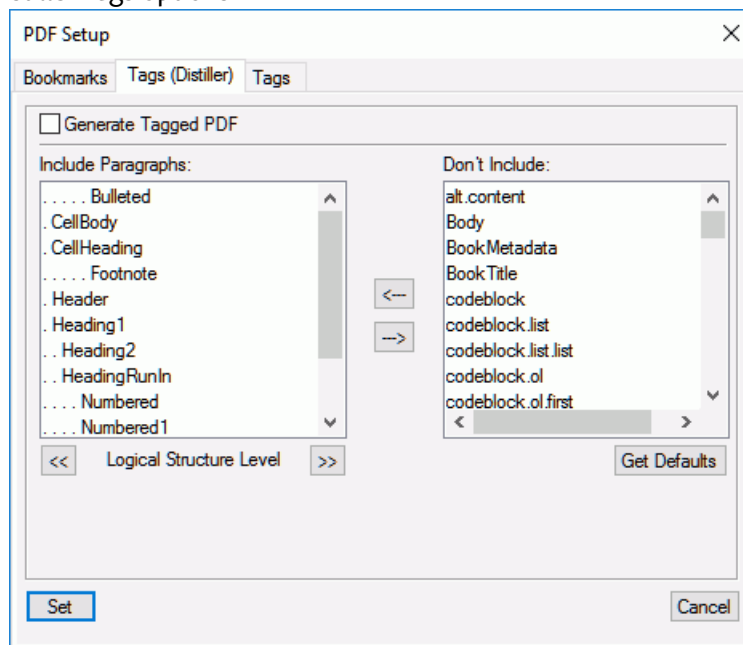 PDF Setup
Bookmarks Tags (Distiller) Tags
Generate Tagged PDF
Include Paragraphs: Don't Include:
. . . . . Bulleted
. CellBody
. CellHeading
. . . . . Footnote
. Header
. Heading1
. . Heading2
. . HeadingRunIn
. . . . Numbered
. . . . Numbered1
<---
--->
alt.content
Body
BookMetadata
BookTitle
codeblock
codeblock.list
codeblock.list.list
codeblock.ol
codeblock.ol.first
<< Logical Structure Level >> Get Defaults
Set Cancel